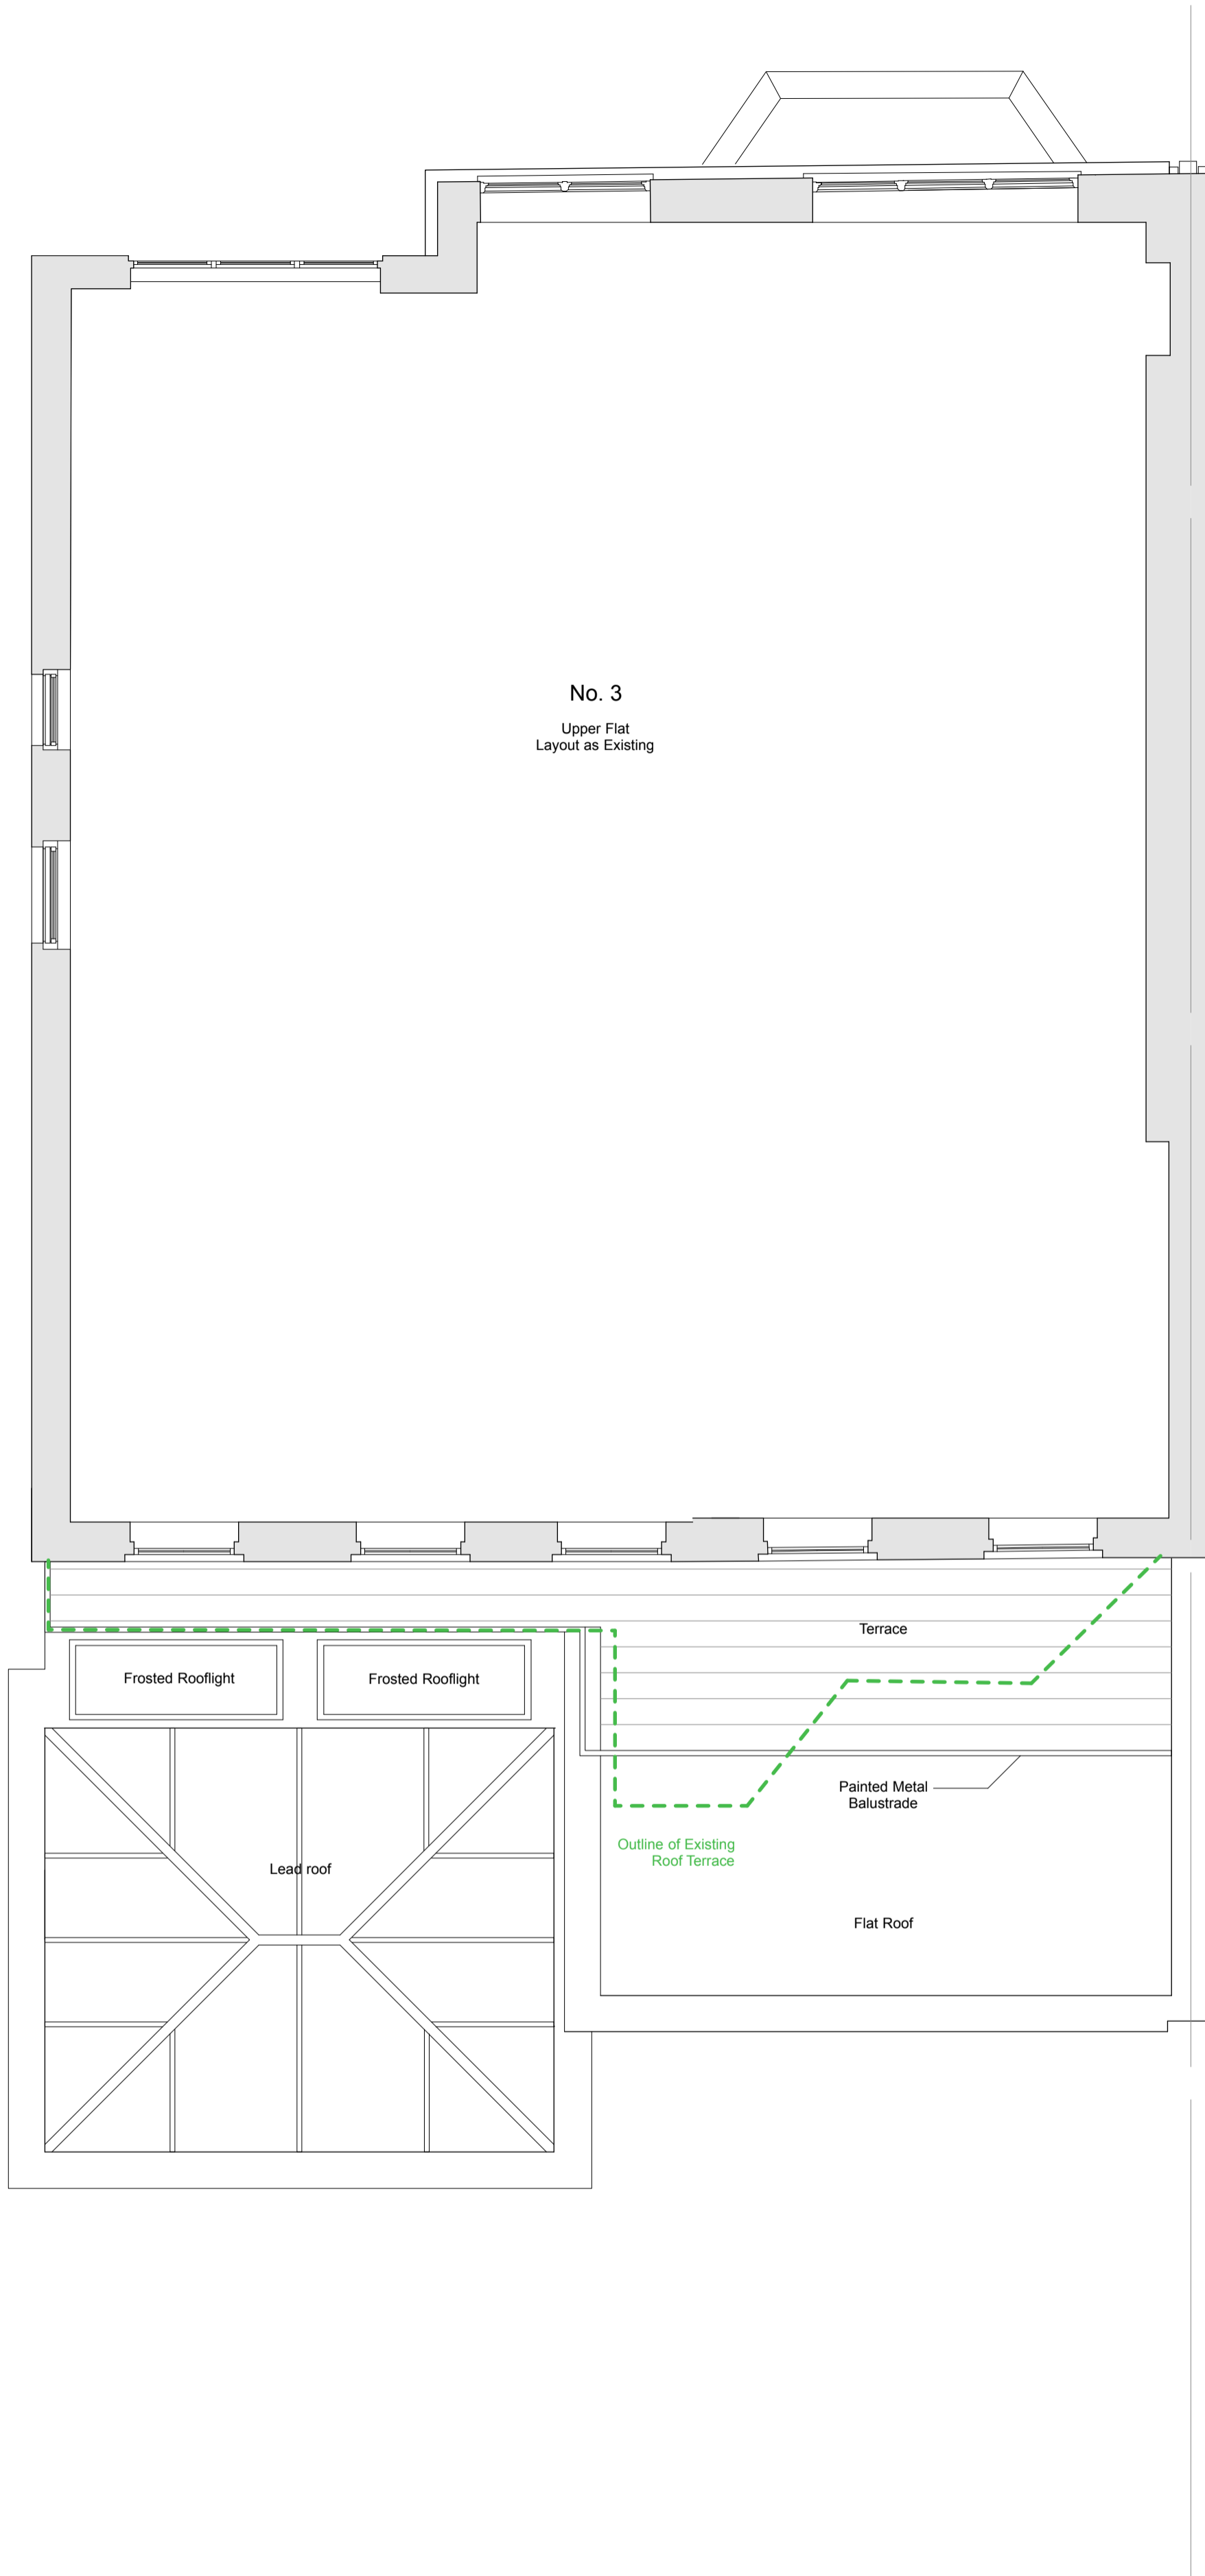 No. 3
Upper Flat
Layout as Existing
Terrace
Frosted Rooflight
Frosted Rooflight
Painted Metal
Balustrade
Outline of Existing
Roof Terrace
Lead roof
Flat Roof